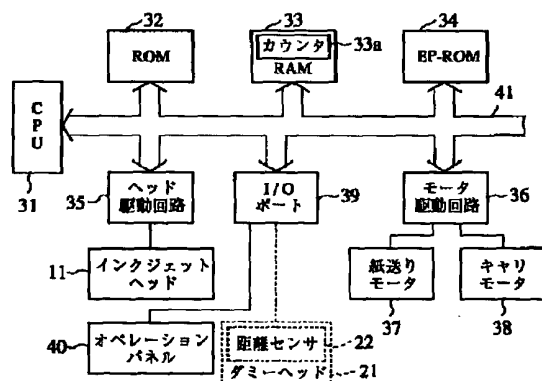 32 33 34
ROM
カウンタ 33a
RAM
EP-ROM
41
CPU
31
35 ヘッド
駆動回路
I/O
ポート 39
モータ
駆動回路 36
11 インクジェット
ヘッド
紙送り
モータ
キャリ
モータ
37 38
40 オペレーション
パネル
距離センサ 22
ダミーヘッド 21